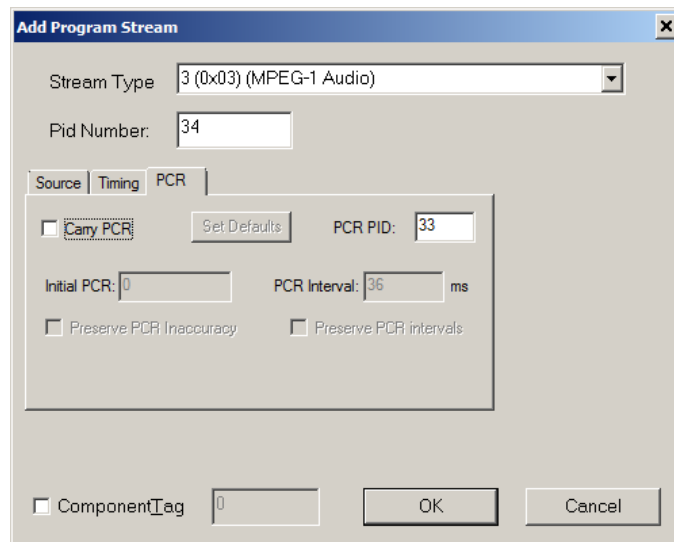 Add Program Stream
Stream Type 3 (0x03) (MPEG-1 Audio)
Pid Number: 34
Source Timing PCR
Carry PCR Set Defaults PCR PID: 33
Initial PCR: 0 PCR Interval: 36 ms
Preserve PCR Inaccuracy Preserve PCR intervals
ComponentTag 0 OK Cancel